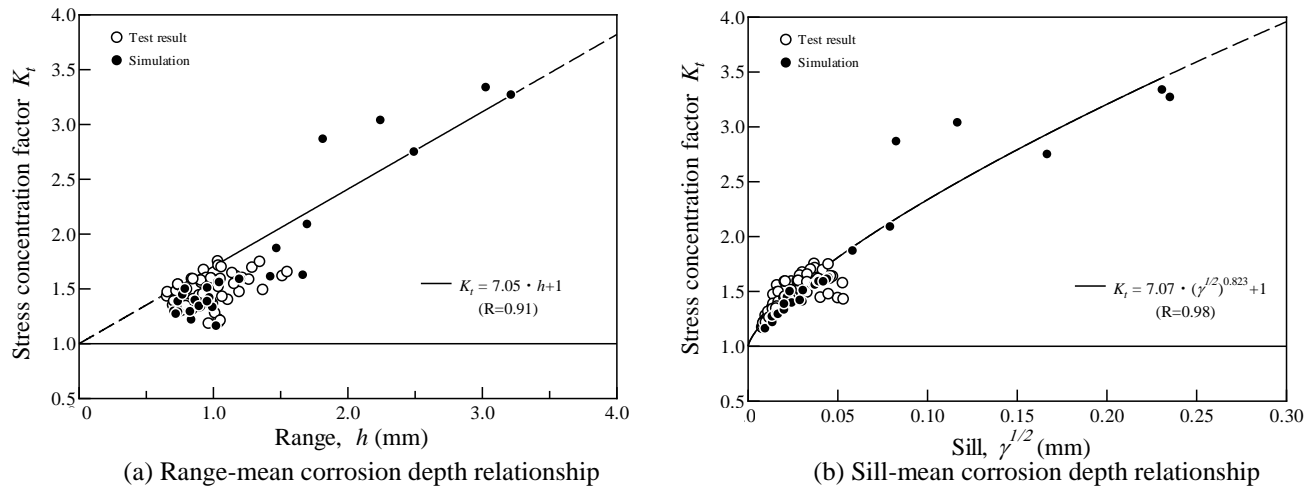 4.0
3.5
3.0
2.5
2.0
1.5
1.0
0.5
Stress concentration factor K_t
Test result
Simulation
K_t = 7.05・h+1
(R=0.91)
0 1.0 2.0 3.0 4.0
Range, h (mm)
(a) Range-mean corrosion depth relationship
4.0
3.5
3.0
2.5
2.0
1.5
1.0
0.5
Stress concentration factor K_t
Test result
Simulation
K_t = 7.07・(γ^{1/2})^{0.823}+1
(R=0.98)
0 0.05 0.10 0.15 0.20 0.25 0.30
Sill, γ^{1/2} (mm)
(b) Sill-mean corrosion depth relationship